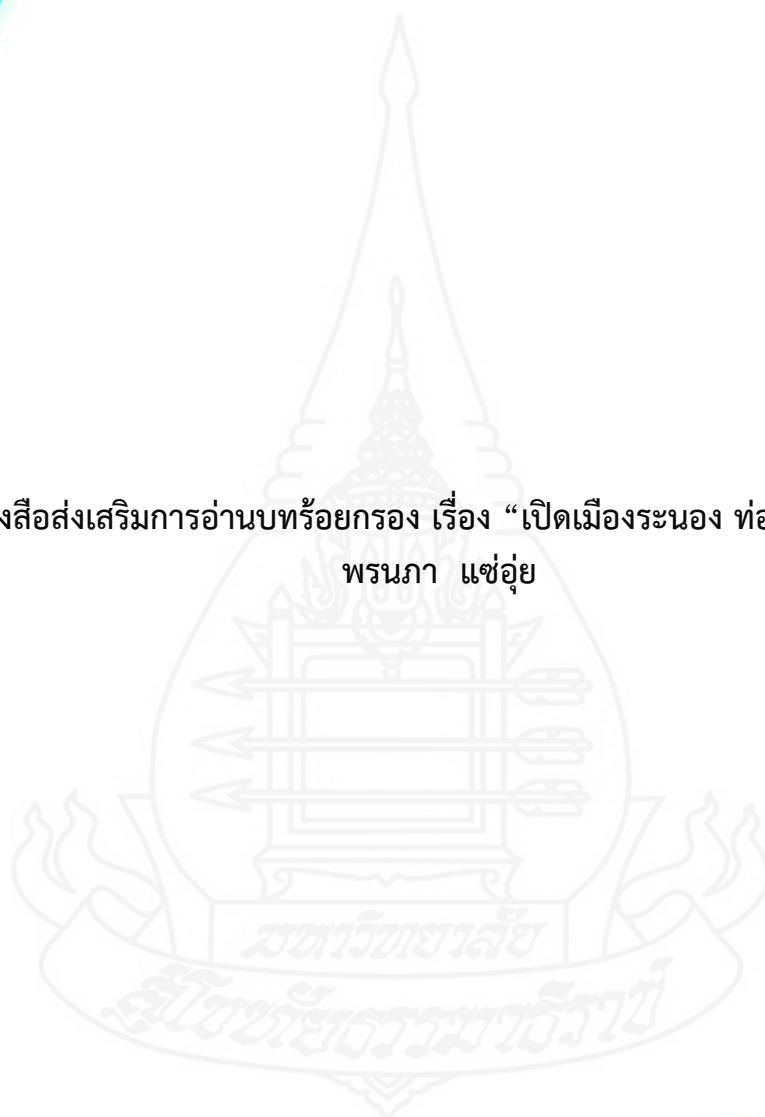 งสือส่งเสริมการอ่านบทร้อยกรอง เรื่อง “เปิดเมืองระนอง ท่อ
พรนภา แซ่อุ่ย
มหาวิทยาลัย
สุโขทัยธรรมาธิราช